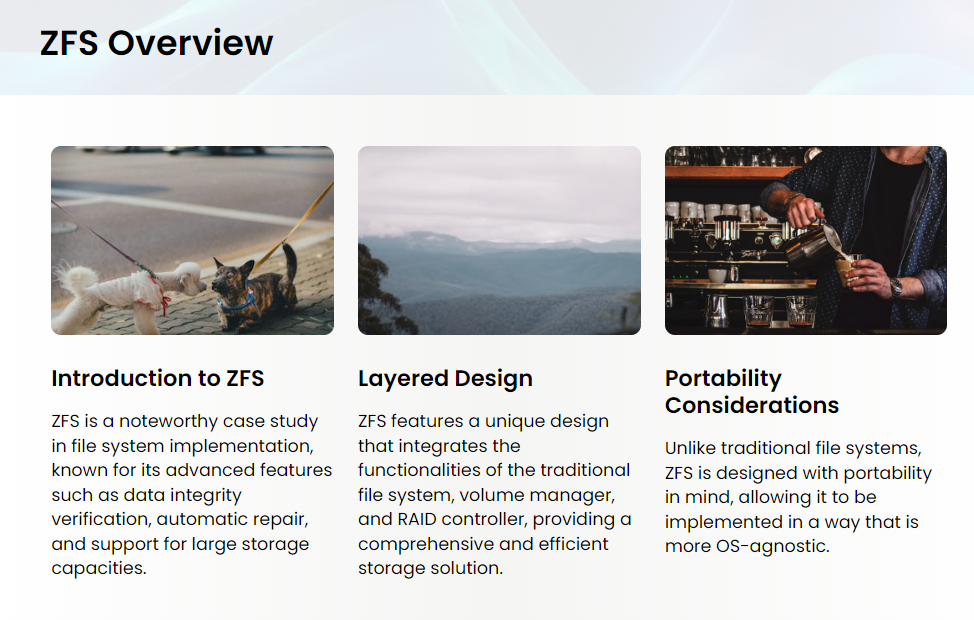 ZFS Overview
Introduction to ZFS
ZFS is a noteworthy case study
in file system implementation,
known for its advanced features
such as data integrity
verification, automatic repair,
and support for large storage
capacities.
Layered Design
ZFS features a unique design
that integrates the
functionalities of the traditional
file system, volume manager,
and RAID controller, providing a
comprehensive and efficient
storage solution.
Portability
Considerations
Unlike traditional file systems,
ZFS is designed with portability
in mind, allowing it to be
implemented in a way that is
more OS-agnostic.